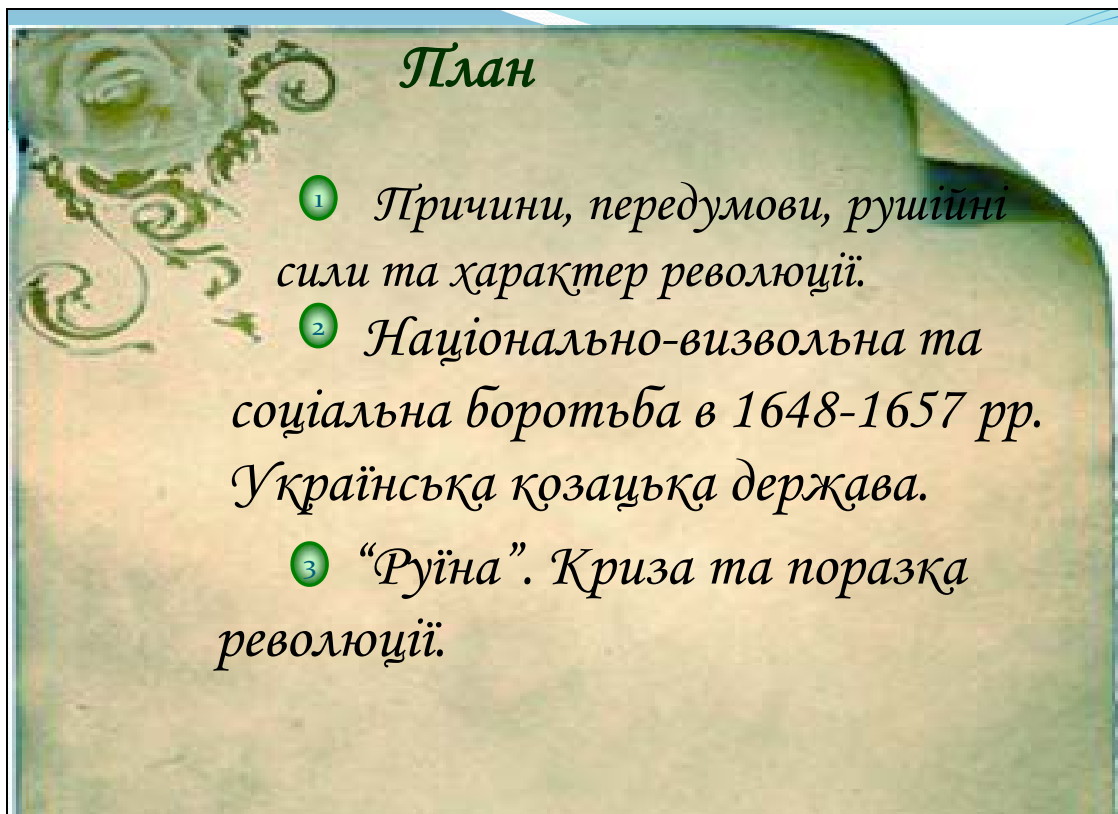 План
1 Причини, передумови, рушійні
сили та характер революції.
2 Національно-визвольна та
соціальна боротьба в 1648-1657 рр.
Українська козацька держава.
3 “Руїна”. Криза та поразка
революції.